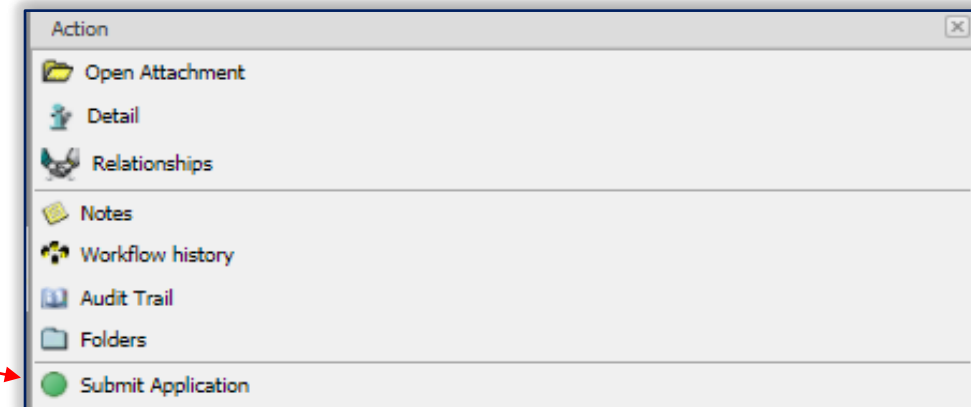 Action
Open Attachment
Detail
Relationships
Notes
Workflow history
Audit Trail
Folders
Submit Application